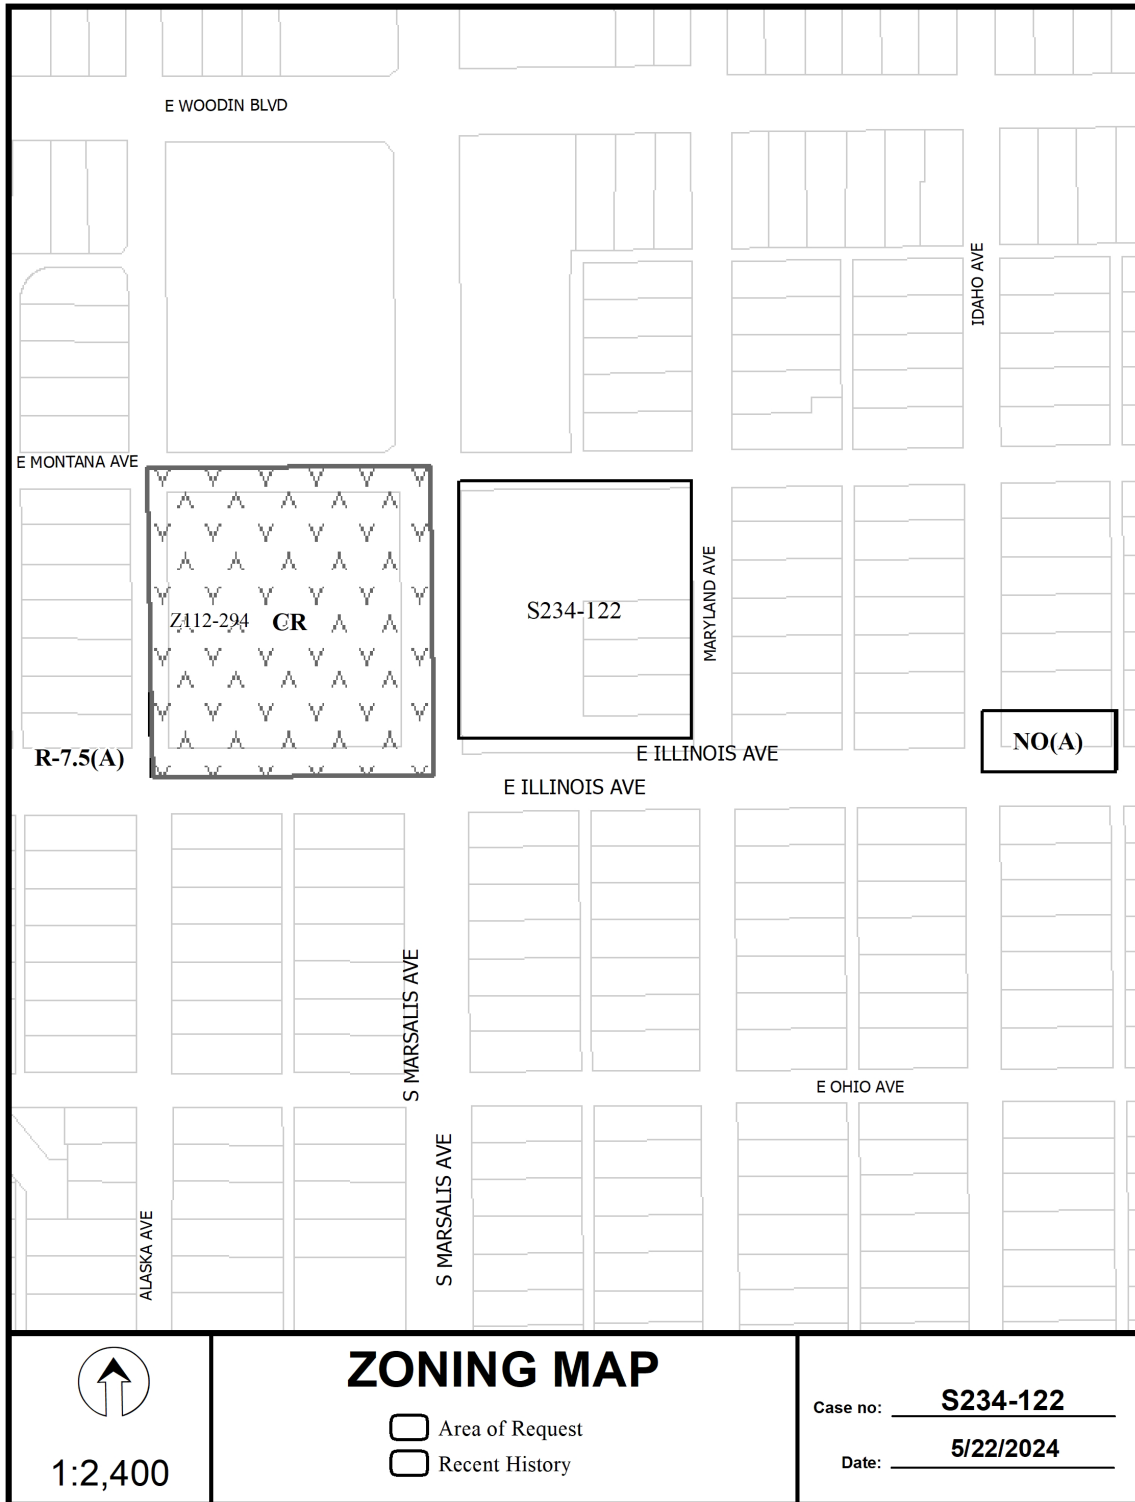 E WOODIN BLVD
IDAHO AVE
E MONTANA AVE
MARYLAND AVE
S234-122
Z112-294
CR
NO(A)
R-7.5(A)
E ILLINOIS AVE
E ILLINOIS AVE
S MARSALIS AVE
E OHIO AVE
S MARSALIS AVE
ALASKA AVE
ZONING MAP
Area of Request
Recent History
1:2,400
Case no: S234-122
Date: 5/22/2024